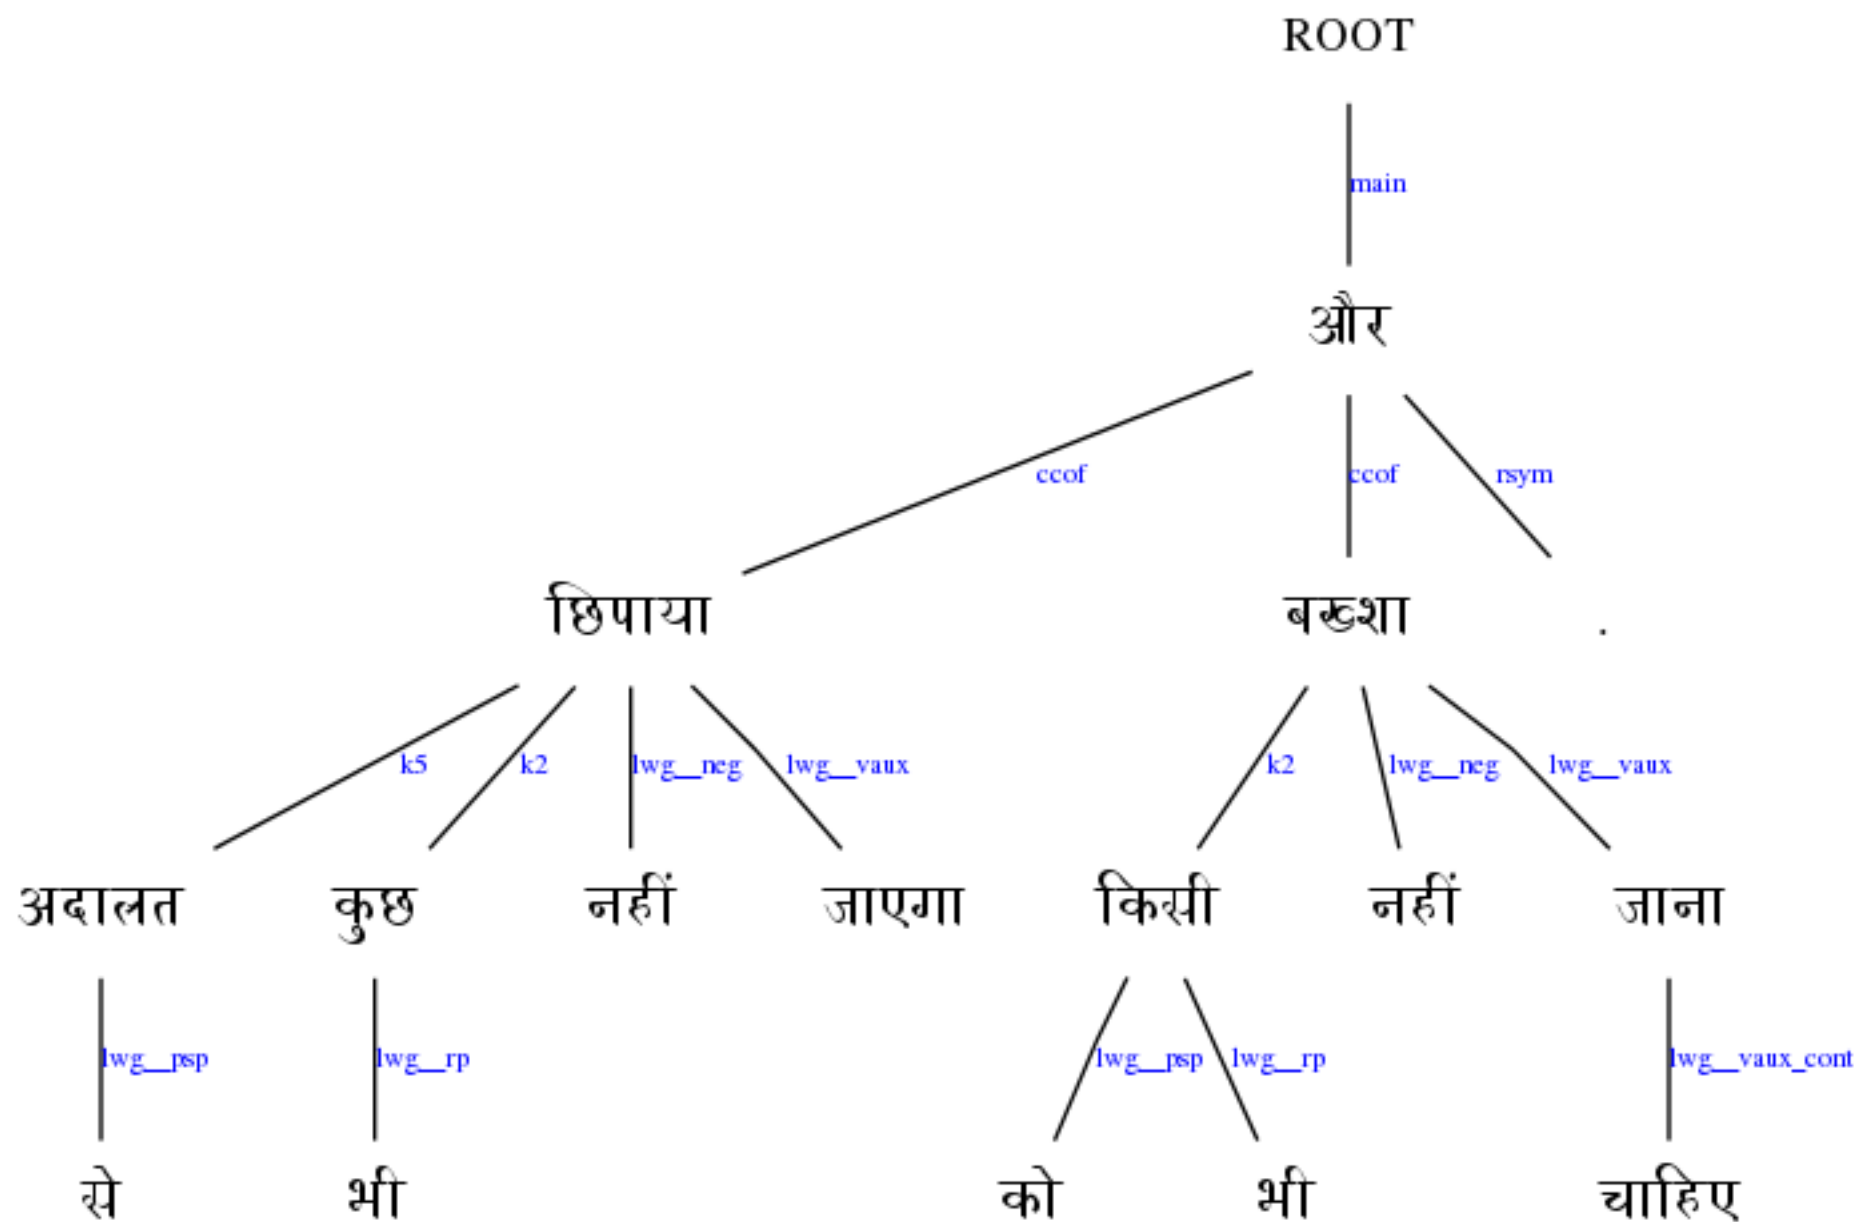 ROOT
main
और
ccof ccof rsym
छिपाया बख्शा .
k5 k2 lwg__neg lwg__vaux k2 lwg__neg lwg__vaux
अदालत कुछ नहीं जाएगा किसी नहीं जाना
lwg__psp lwg__rp lwg__psp lwg__rp lwg__vaux_cont
से भी को भी चाहिए